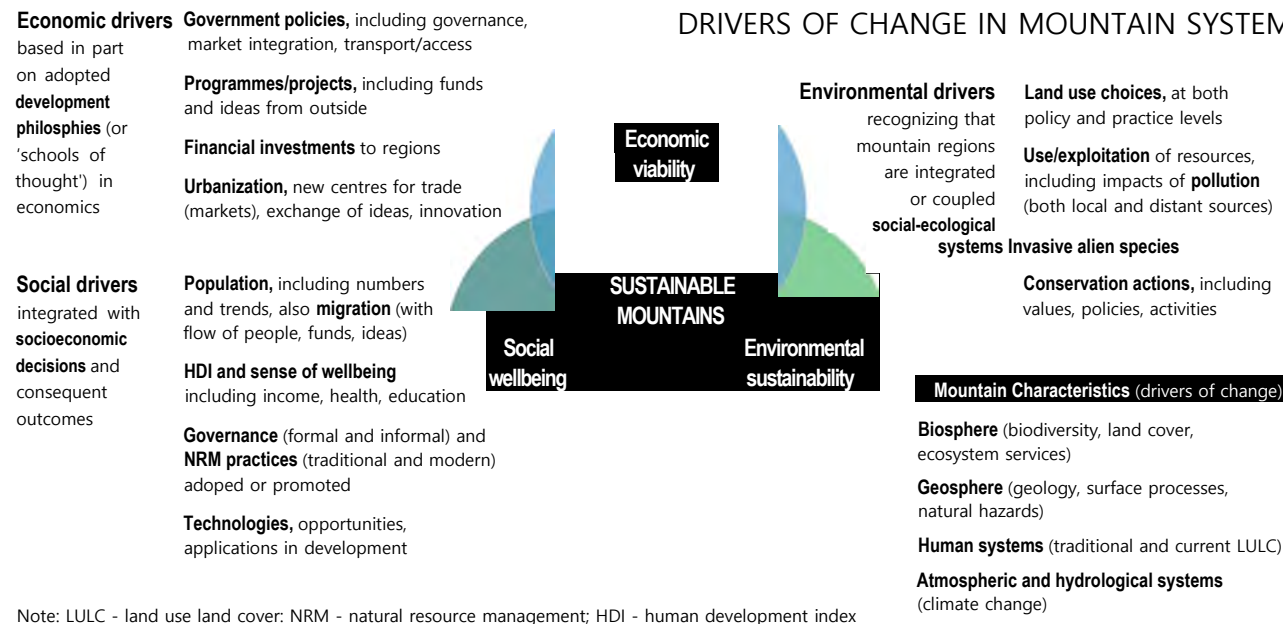 DRIVERS OF CHANGE IN MOUNTAIN SYSTEM
Economic drivers
based in part
on adopted
development
philosphies (or
‘schools of
thought') in
economics
Government policies, including governance,
market integration, transport/access
Programmes/projects, including funds
and ideas from outside
Financial investments to regions
Urbanization, new centres for trade
(markets), exchange of ideas, innovation
Social drivers
integrated with
socioeconomic
decisions and
consequent
outcomes
Population, including numbers
and trends, also migration (with
flow of people, funds, ideas)
HDI and sense of wellbeing
including income, health, education
Governance (formal and informal) and
NRM practices (traditional and modern)
adoped or promoted
Technologies, opportunities,
applications in development
Economic
viability
SUSTAINABLE
MOUNTAINS
Social
wellbeing
Environmental
sustainability
Environmental drivers
recognizing that
mountain regions
are integrated
or coupled
social-ecological
systems Invasive alien species
Land use choices, at both
policy and practice levels
Use/exploitation of resources,
including impacts of pollution
(both local and distant sources)
Conservation actions, including
values, policies, activities
Mountain Characteristics (drivers of change)
Biosphere (biodiversity, land cover,
ecosystem services)
Geosphere (geology, surface processes,
natural hazards)
Human systems (traditional and current LULC)
Atmospheric and hydrological systems
(climate change)
Note: LULC - land use land cover: NRM - natural resource management; HDI - human development index